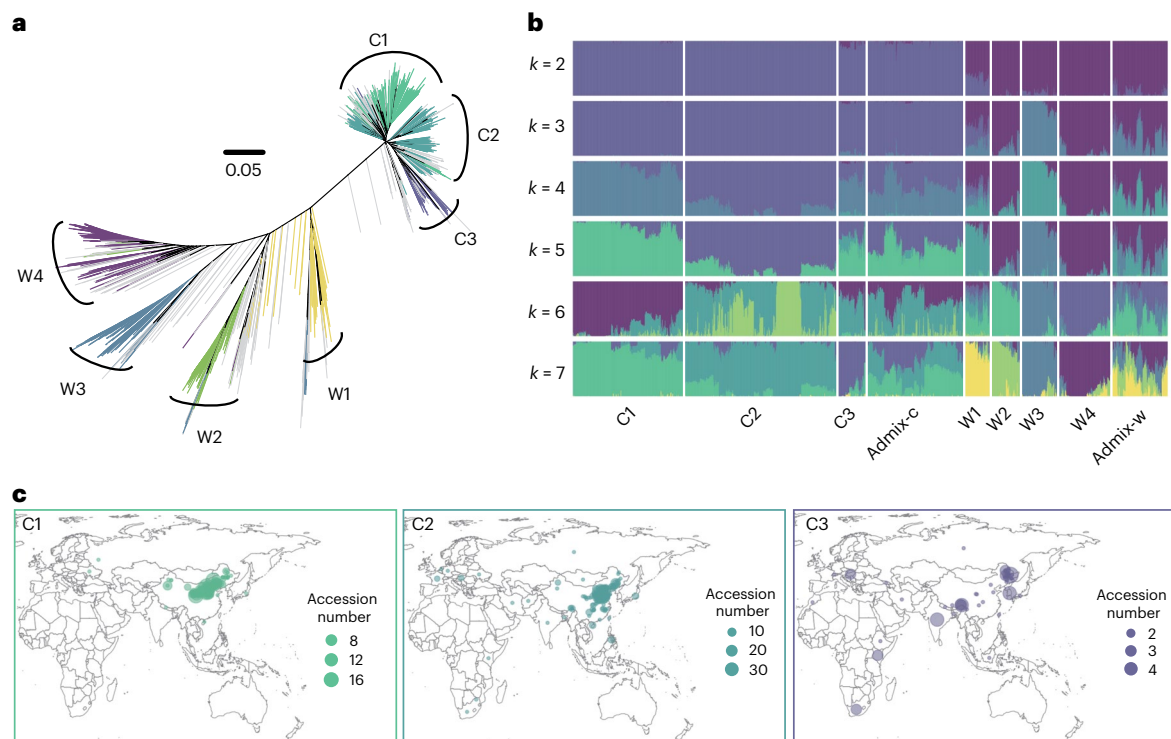 a
C1
C2
0.05
C3
W4
W3
W2
W1
b
k = 2
k = 3
k = 4
k = 5
k = 6
k = 7
C1
C2
C3
Admix-c
W1
W2
W3
W4
Admix-w
c
C1
Accession
number
8
12
16
C2
Accession
number
10
20
30
C3
Accession
number
2
3
4